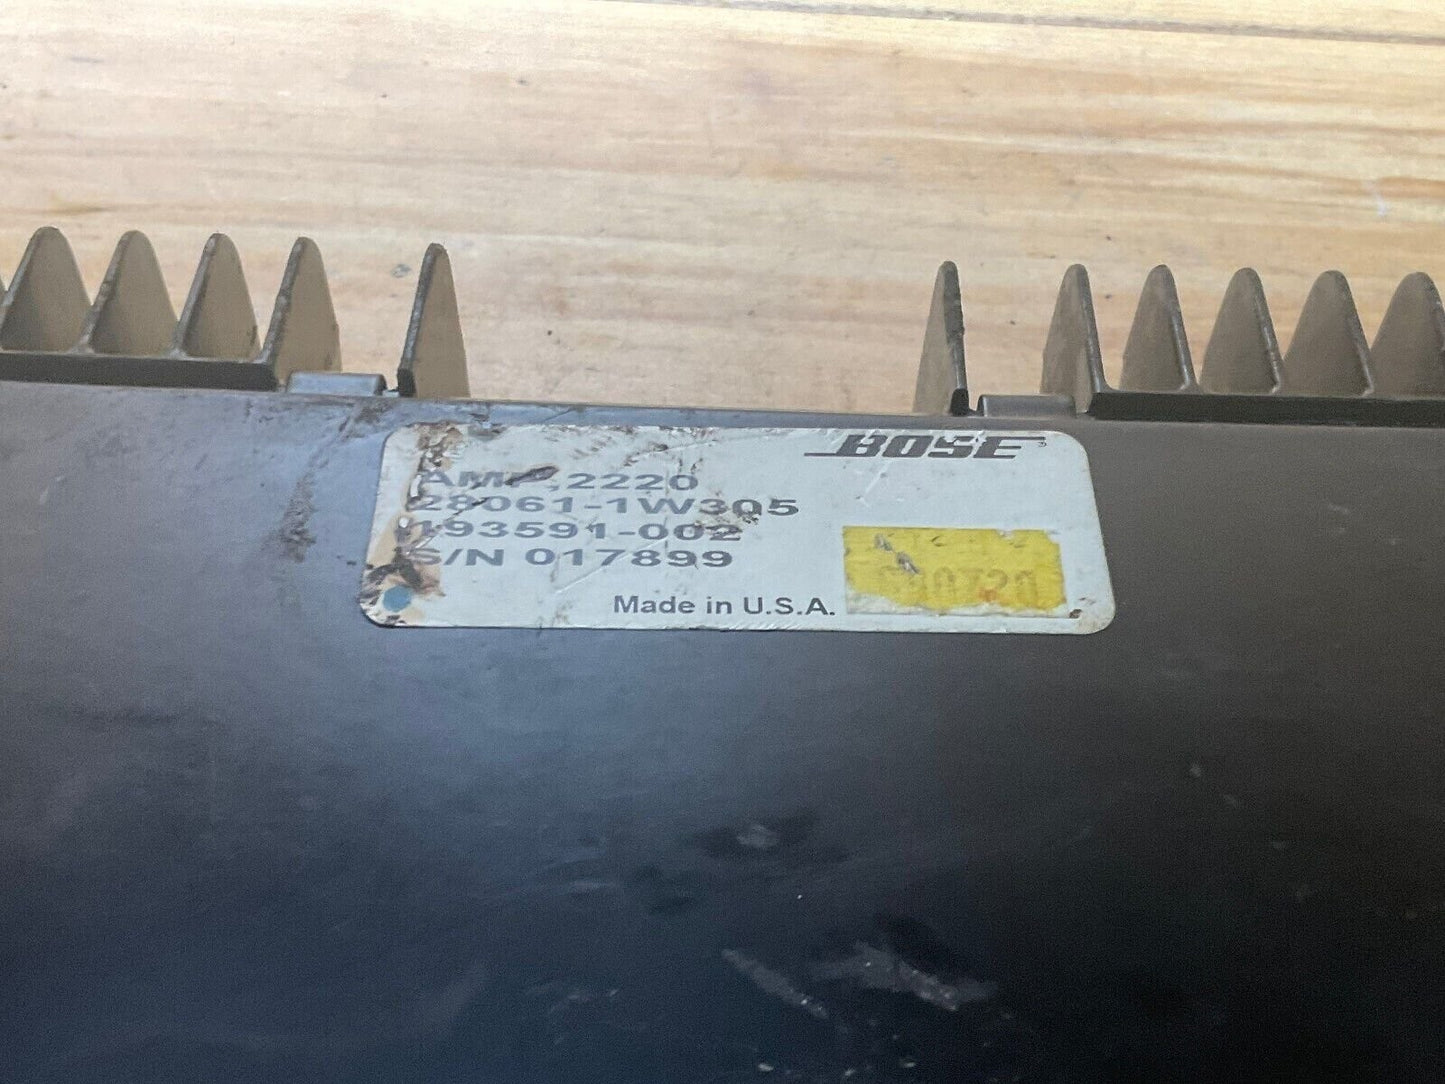 BOSE
AMP,2220
28061-1W305
193591-002
S/N 017899
Made in U.S.A.